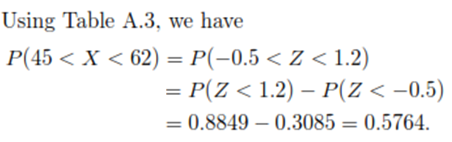 Using Table A.3, we have
P(45 < X < 62) = P(−0.5 < Z < 1.2)
= P(Z < 1.2) − P(Z < −0.5)
= 0.8849 − 0.3085 = 0.5764.